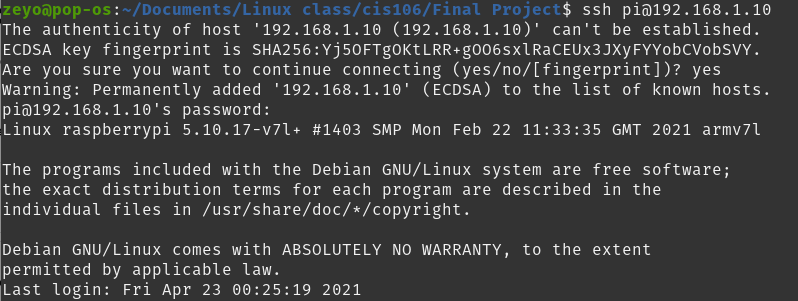 zeyo@pop-os:~/Documents/Linux class/cis106/Final Project$ ssh pi@192.168.1.10
The authenticity of host '192.168.1.10 (192.168.1.10)' can't be established.
ECDSA key fingerprint is SHA256:Yj5OFTgOKtLRR+gOO6sxlRaCEUx3JXyFYYobCVobSVY.
Are you sure you want to continue connecting (yes/no/[fingerprint])? yes
Warning: Permanently added '192.168.1.10' (ECDSA) to the list of known hosts.
pi@192.168.1.10's password:
Linux raspberrypi 5.10.17-v7l+ #1403 SMP Mon Feb 22 11:33:35 GMT 2021 armv7l
The programs included with the Debian GNU/Linux system are free software;
the exact distribution terms for each program are described in the
individual files in /usr/share/doc/*/copyright.
Debian GNU/Linux comes with ABSOLUTELY NO WARRANTY, to the extent
permitted by applicable law.
Last login: Fri Apr 23 00:25:19 2021